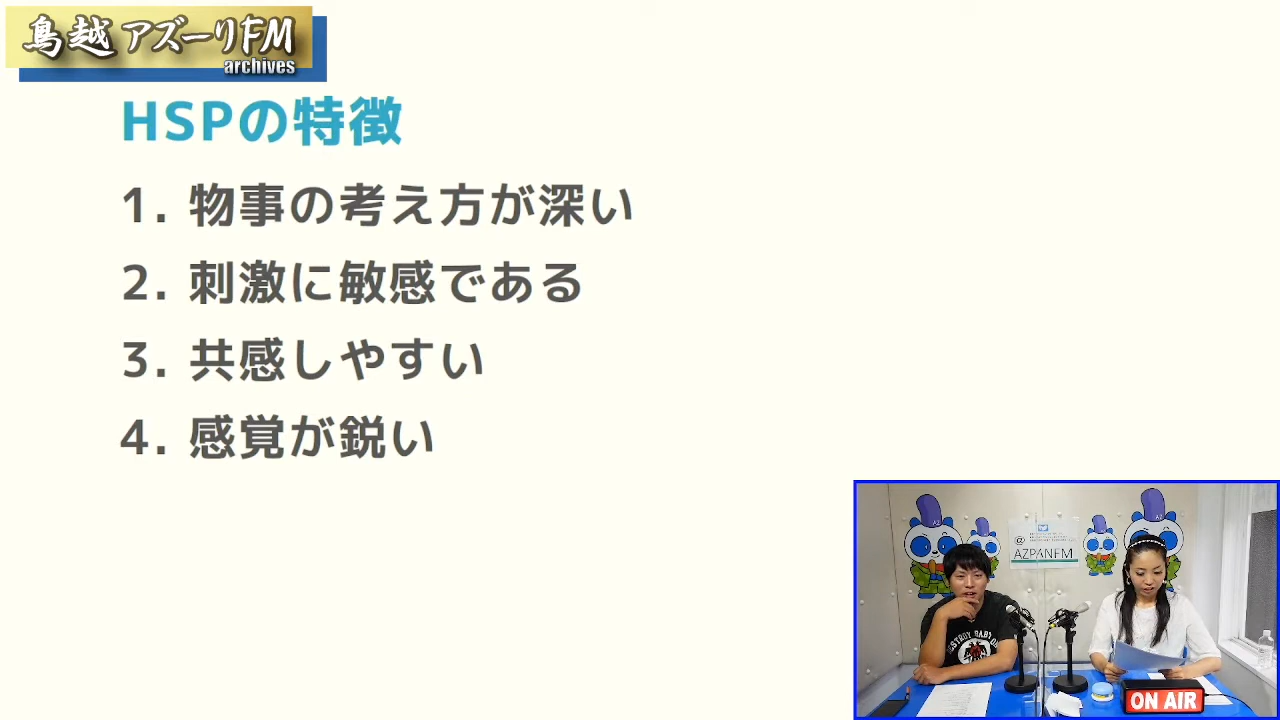 鳥越アズーリFM
archives
HSPの特徴
1. 物事の考え方が深い
2. 刺激に敏感である
3. 共感しやすい
4. 感覚が鋭い
@
AZPANFM
ON AIR